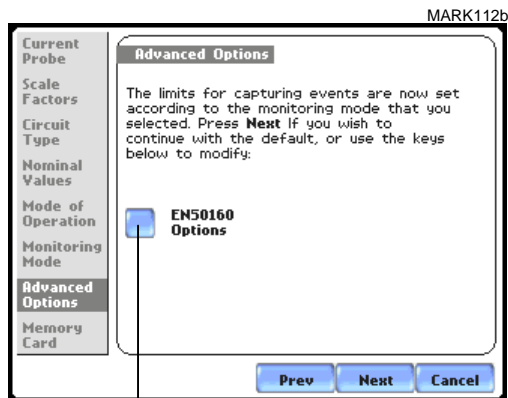 MARK112b
Current
Probe
Scale
Factors
Circuit
Type
Nominal
Values
Mode of
Operation
Monitoring
Mode
Advanced
Options
Memory
Card
Advanced Options
The limits for capturing events are now set
according to the monitoring mode that you
selected. Press Next If you wish to
continue with the default, or use the keys
below to modify:
EN50160
Options
Prev
Next
Cancel